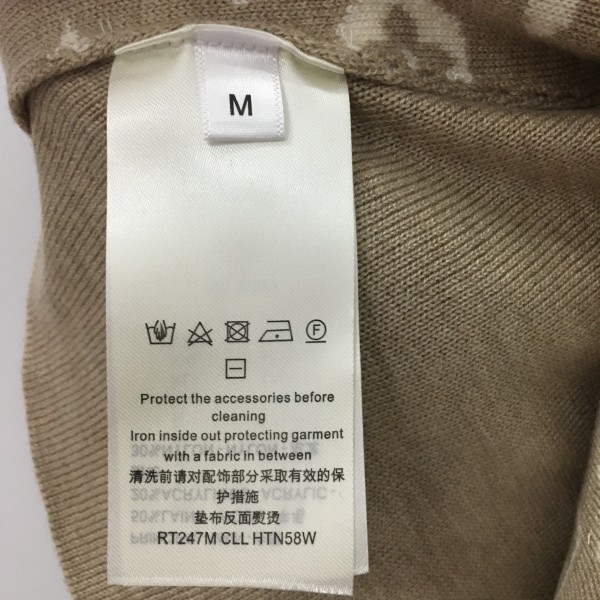 M
F
Protect the accessories before
cleaning
Iron inside out protecting garment
with a fabric in between
清洗前请对配饰部分采取有效的保
护措施
垫布反面熨烫
RT247M CLL HTN58W